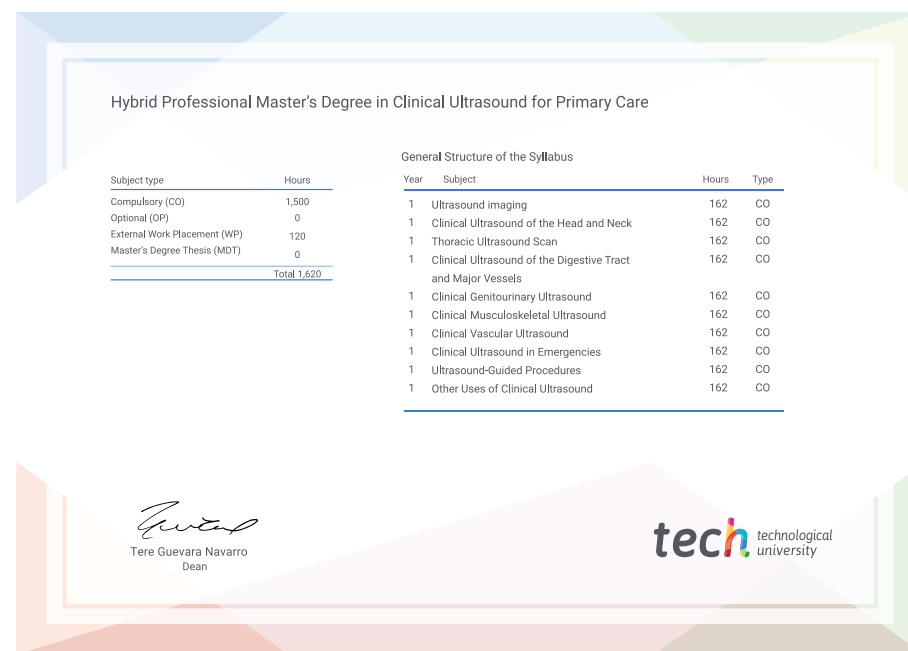 Hybrid Professional Master's Degree in Clinical Ultrasound for Primary Care
Subject type Hours
Compulsory (CO) 1,500
Optional (OP) 0
External Work Placement (WP) 120
Master's Degree Thesis (MDT) 0
Total 1,620
General Structure of the Syllabus
Year Subject Hours Type
1 Ultrasound imaging 162 CO
1 Clinical Ultrasound of the Head and Neck 162 CO
1 Thoracic Ultrasound Scan 162 CO
1 Clinical Ultrasound of the Digestive Tract 162 CO
and Major Vessels
1 Clinical Genitourinary Ultrasound 162 CO
1 Clinical Musculoskeletal Ultrasound 162 CO
1 Clinical Vascular Ultrasound 162 CO
1 Clinical Ultrasound in Emergencies 162 CO
1 Ultrasound-Guided Procedures 162 CO
1 Other Uses of Clinical Ultrasound 162 CO
Tere Guevara Navarro
Dean
tech technological
university